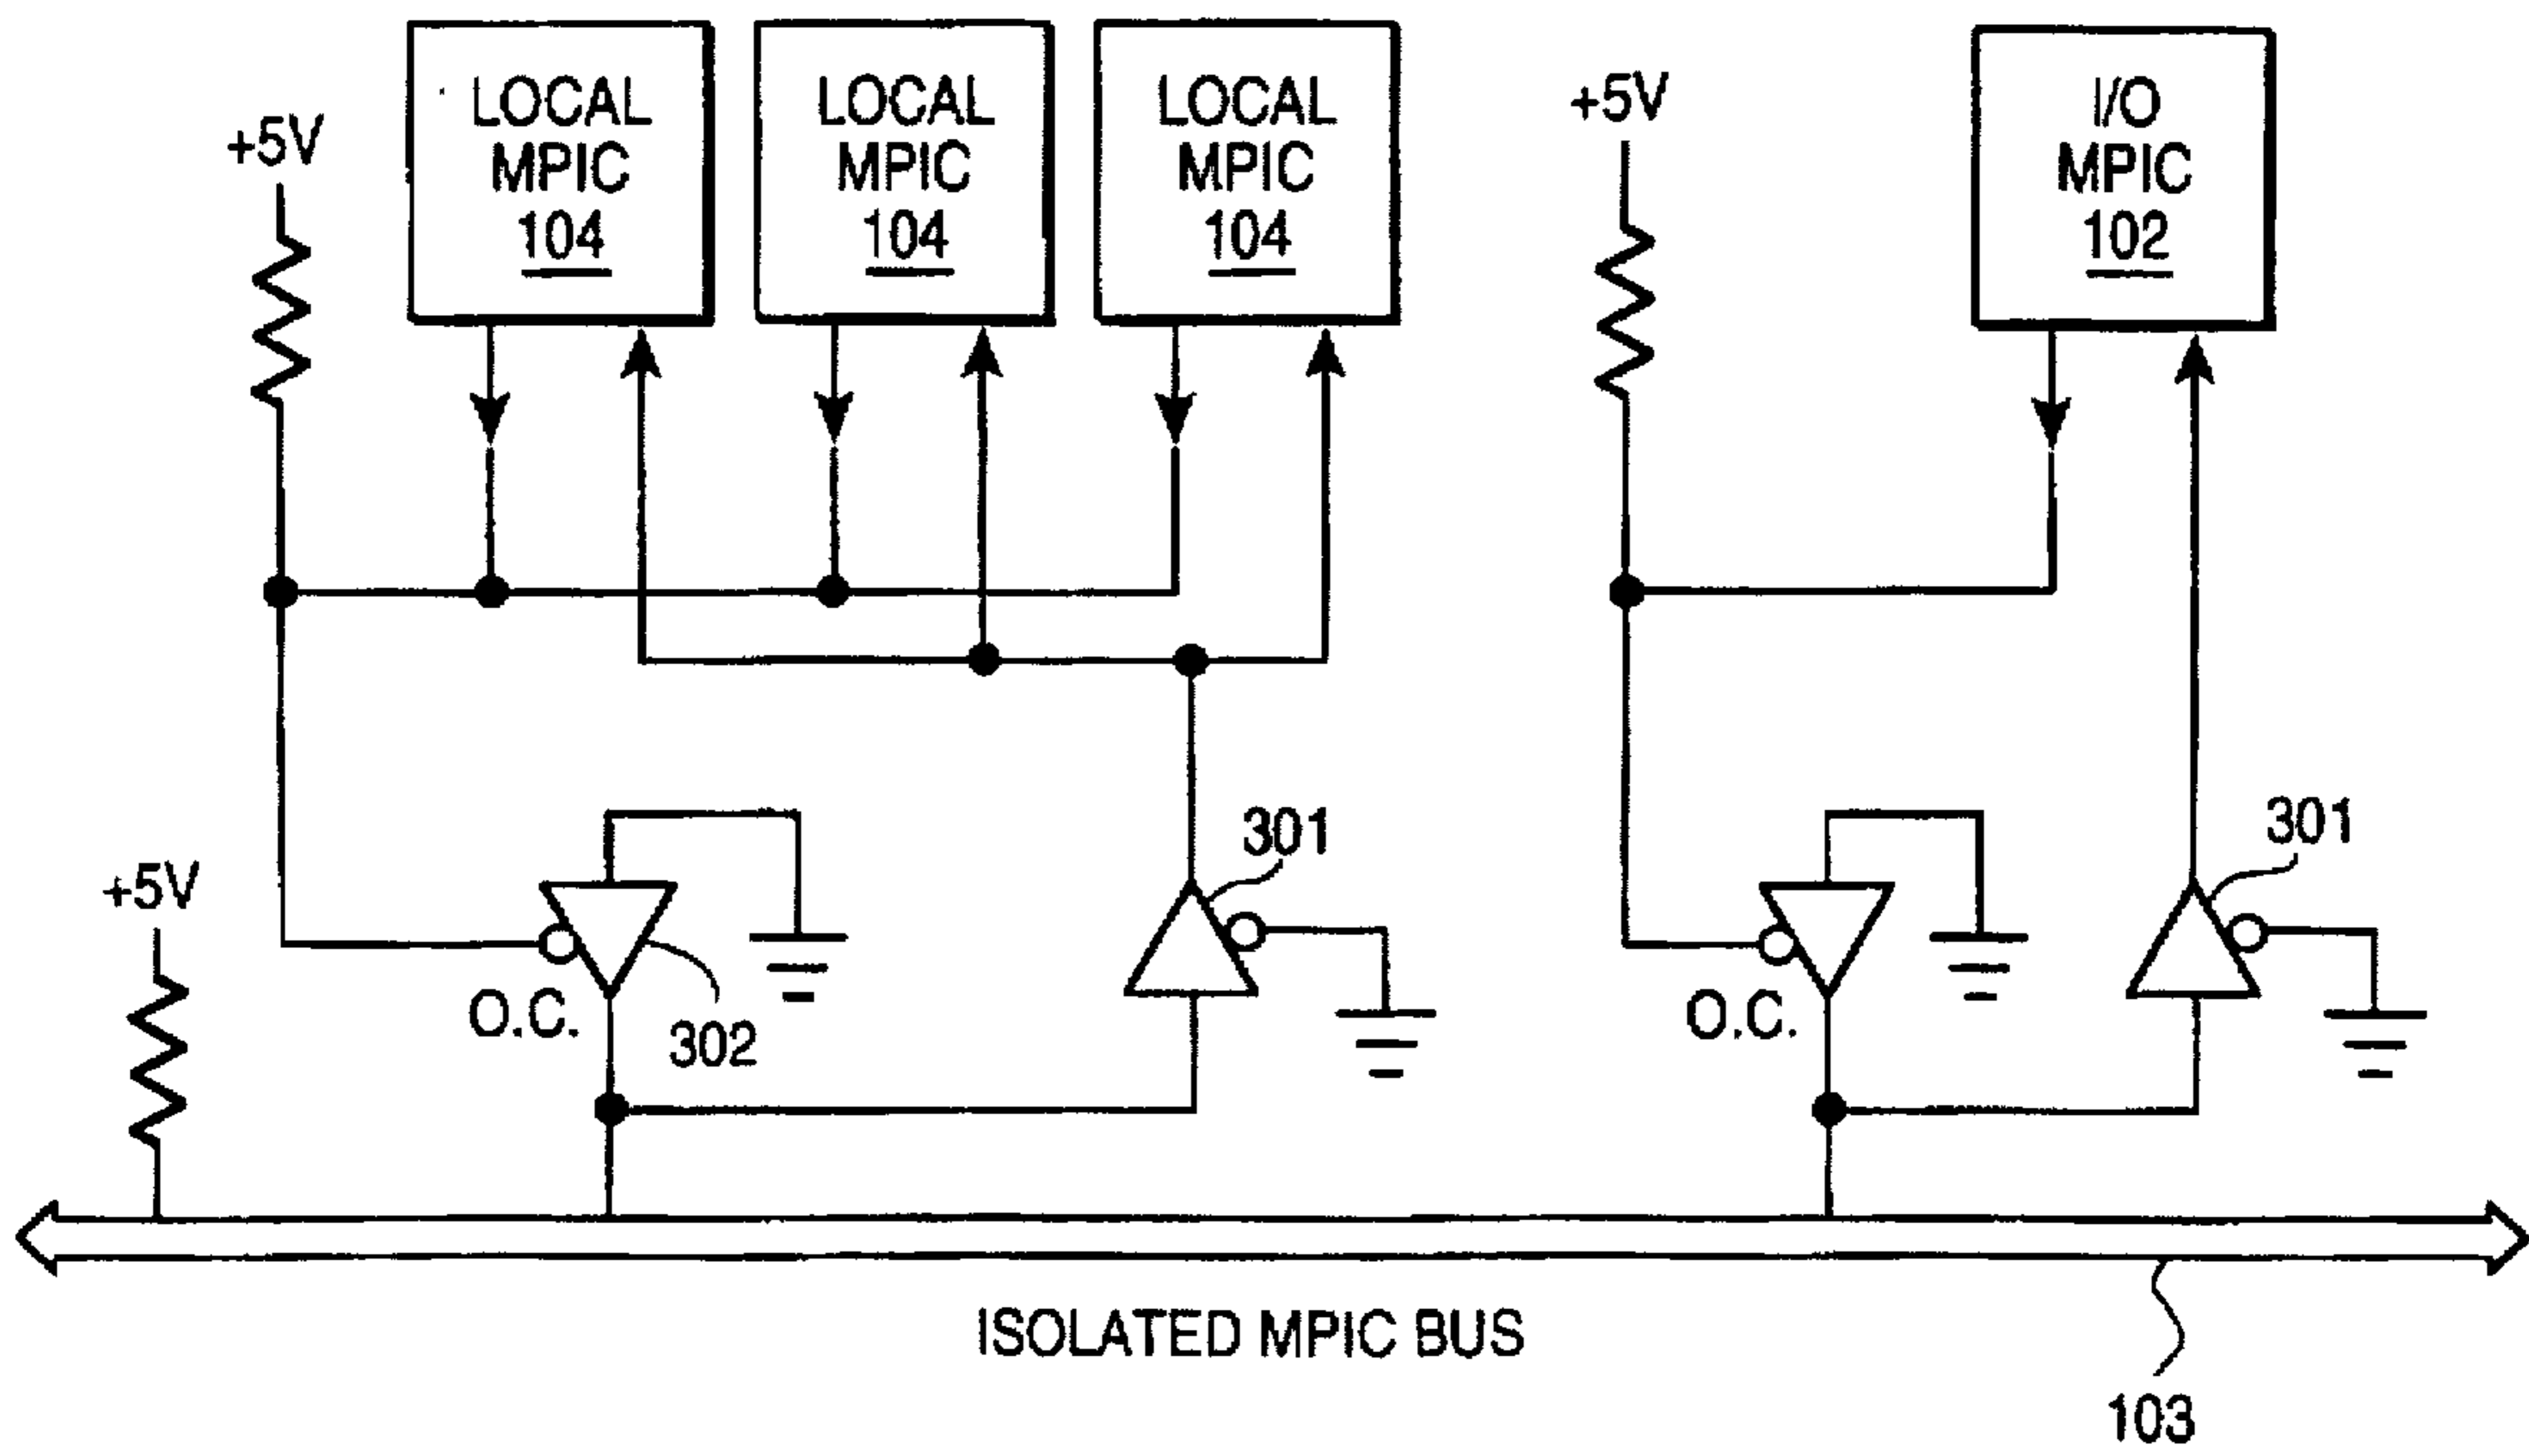 LOCAL
MPIC
104
LOCAL
MPIC
104
LOCAL
MPIC
104
I/O
MPIC
102
+5V
+5V
+5V
301
301
302
O.C.
O.C.
ISOLATED MPIC BUS
103